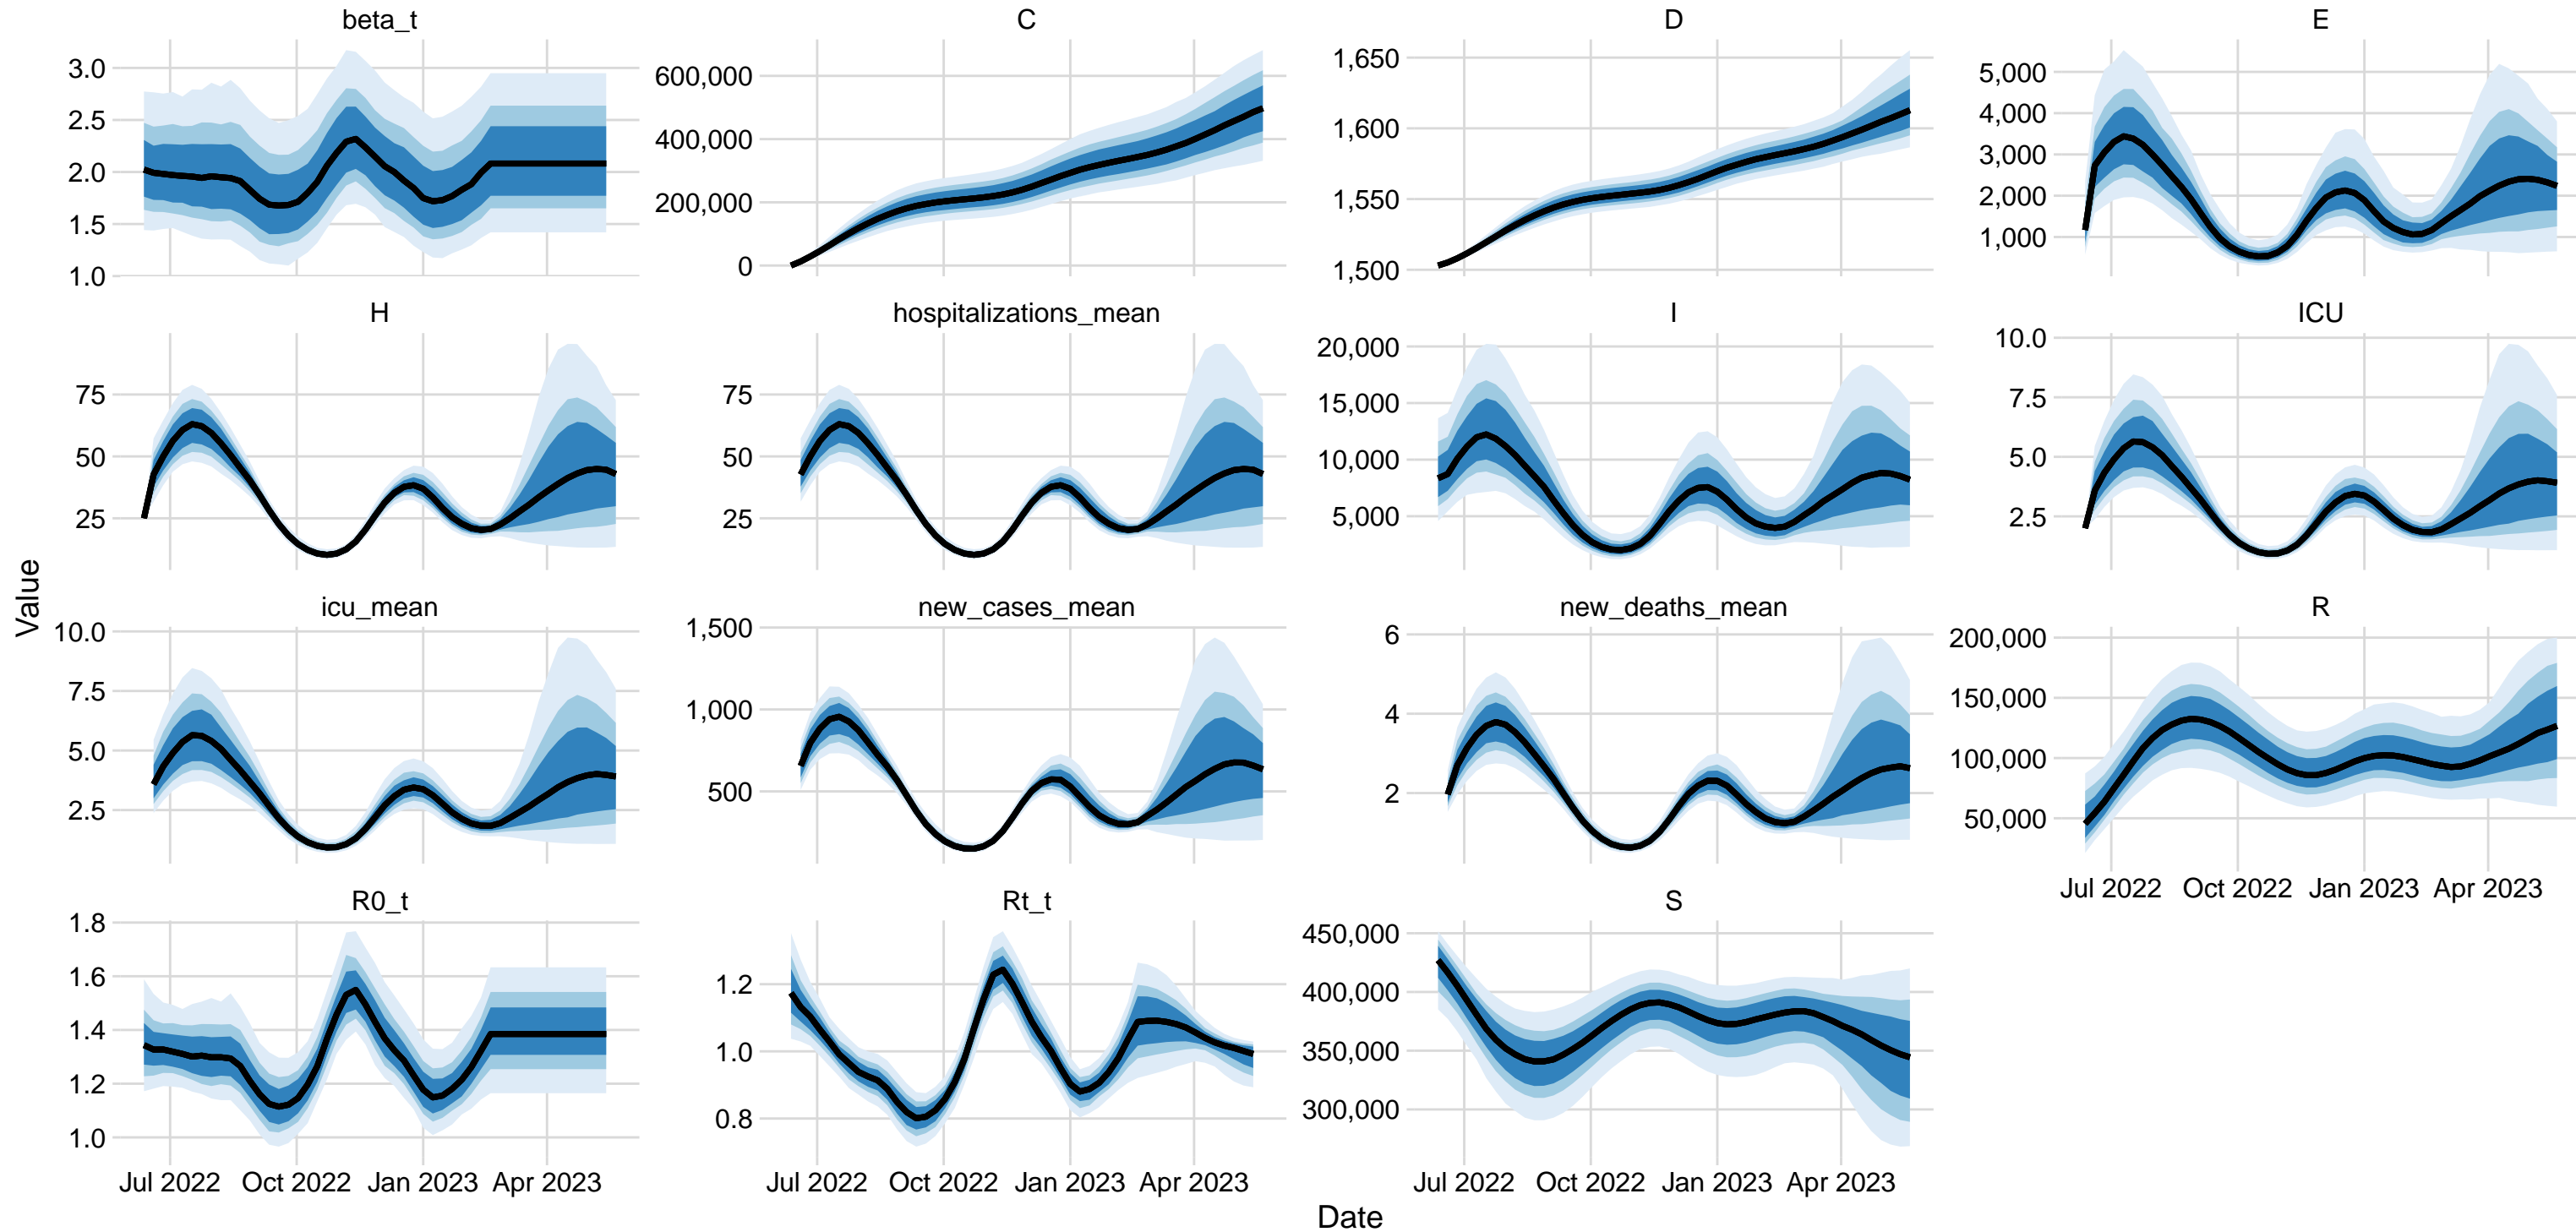 beta_t
C
D
E
3.0
2.5
2.0
1.5
1.0
600,000
400,000
200,000
0
1,650
1,600
1,550
1,500
5,000
4,000
3,000
2,000
1,000
H
hospitalizations_mean
I
ICU
75
50
25
75
50
25
20,000
15,000
10,000
5,000
10.0
7.5
5.0
2.5
Value
icu_mean
new_cases_mean
new_deaths_mean
R
10.0
7.5
5.0
2.5
1,500
1,000
500
6
4
2
200,000
150,000
100,000
50,000
Jul 2022 Oct 2022 Jan 2023 Apr 2023
R0_t
Rt_t
S
1.8
1.6
1.4
1.2
1.0
1.2
1.0
0.8
450,000
400,000
350,000
300,000
Jul 2022 Oct 2022 Jan 2023 Apr 2023
Jul 2022 Oct 2022 Jan 2023 Apr 2023
Jul 2022 Oct 2022 Jan 2023 Apr 2023
Date